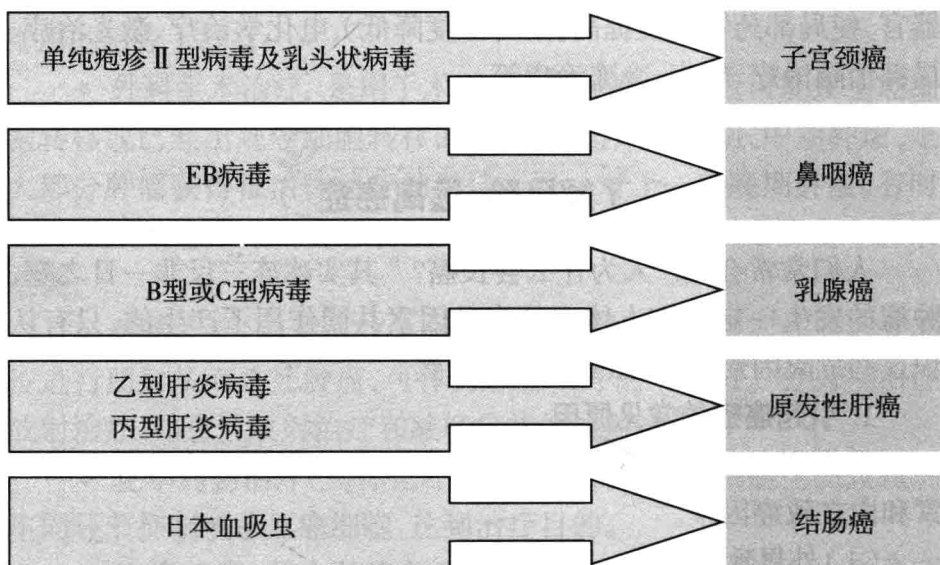 单纯疱疹Ⅱ型病毒及乳头状病毒
子宫颈癌
EB病毒
鼻咽癌
B型或C型病毒
乳腺癌
乙型肝炎病毒
丙型肝炎病毒
原发性肝癌
日本血吸虫
结肠癌